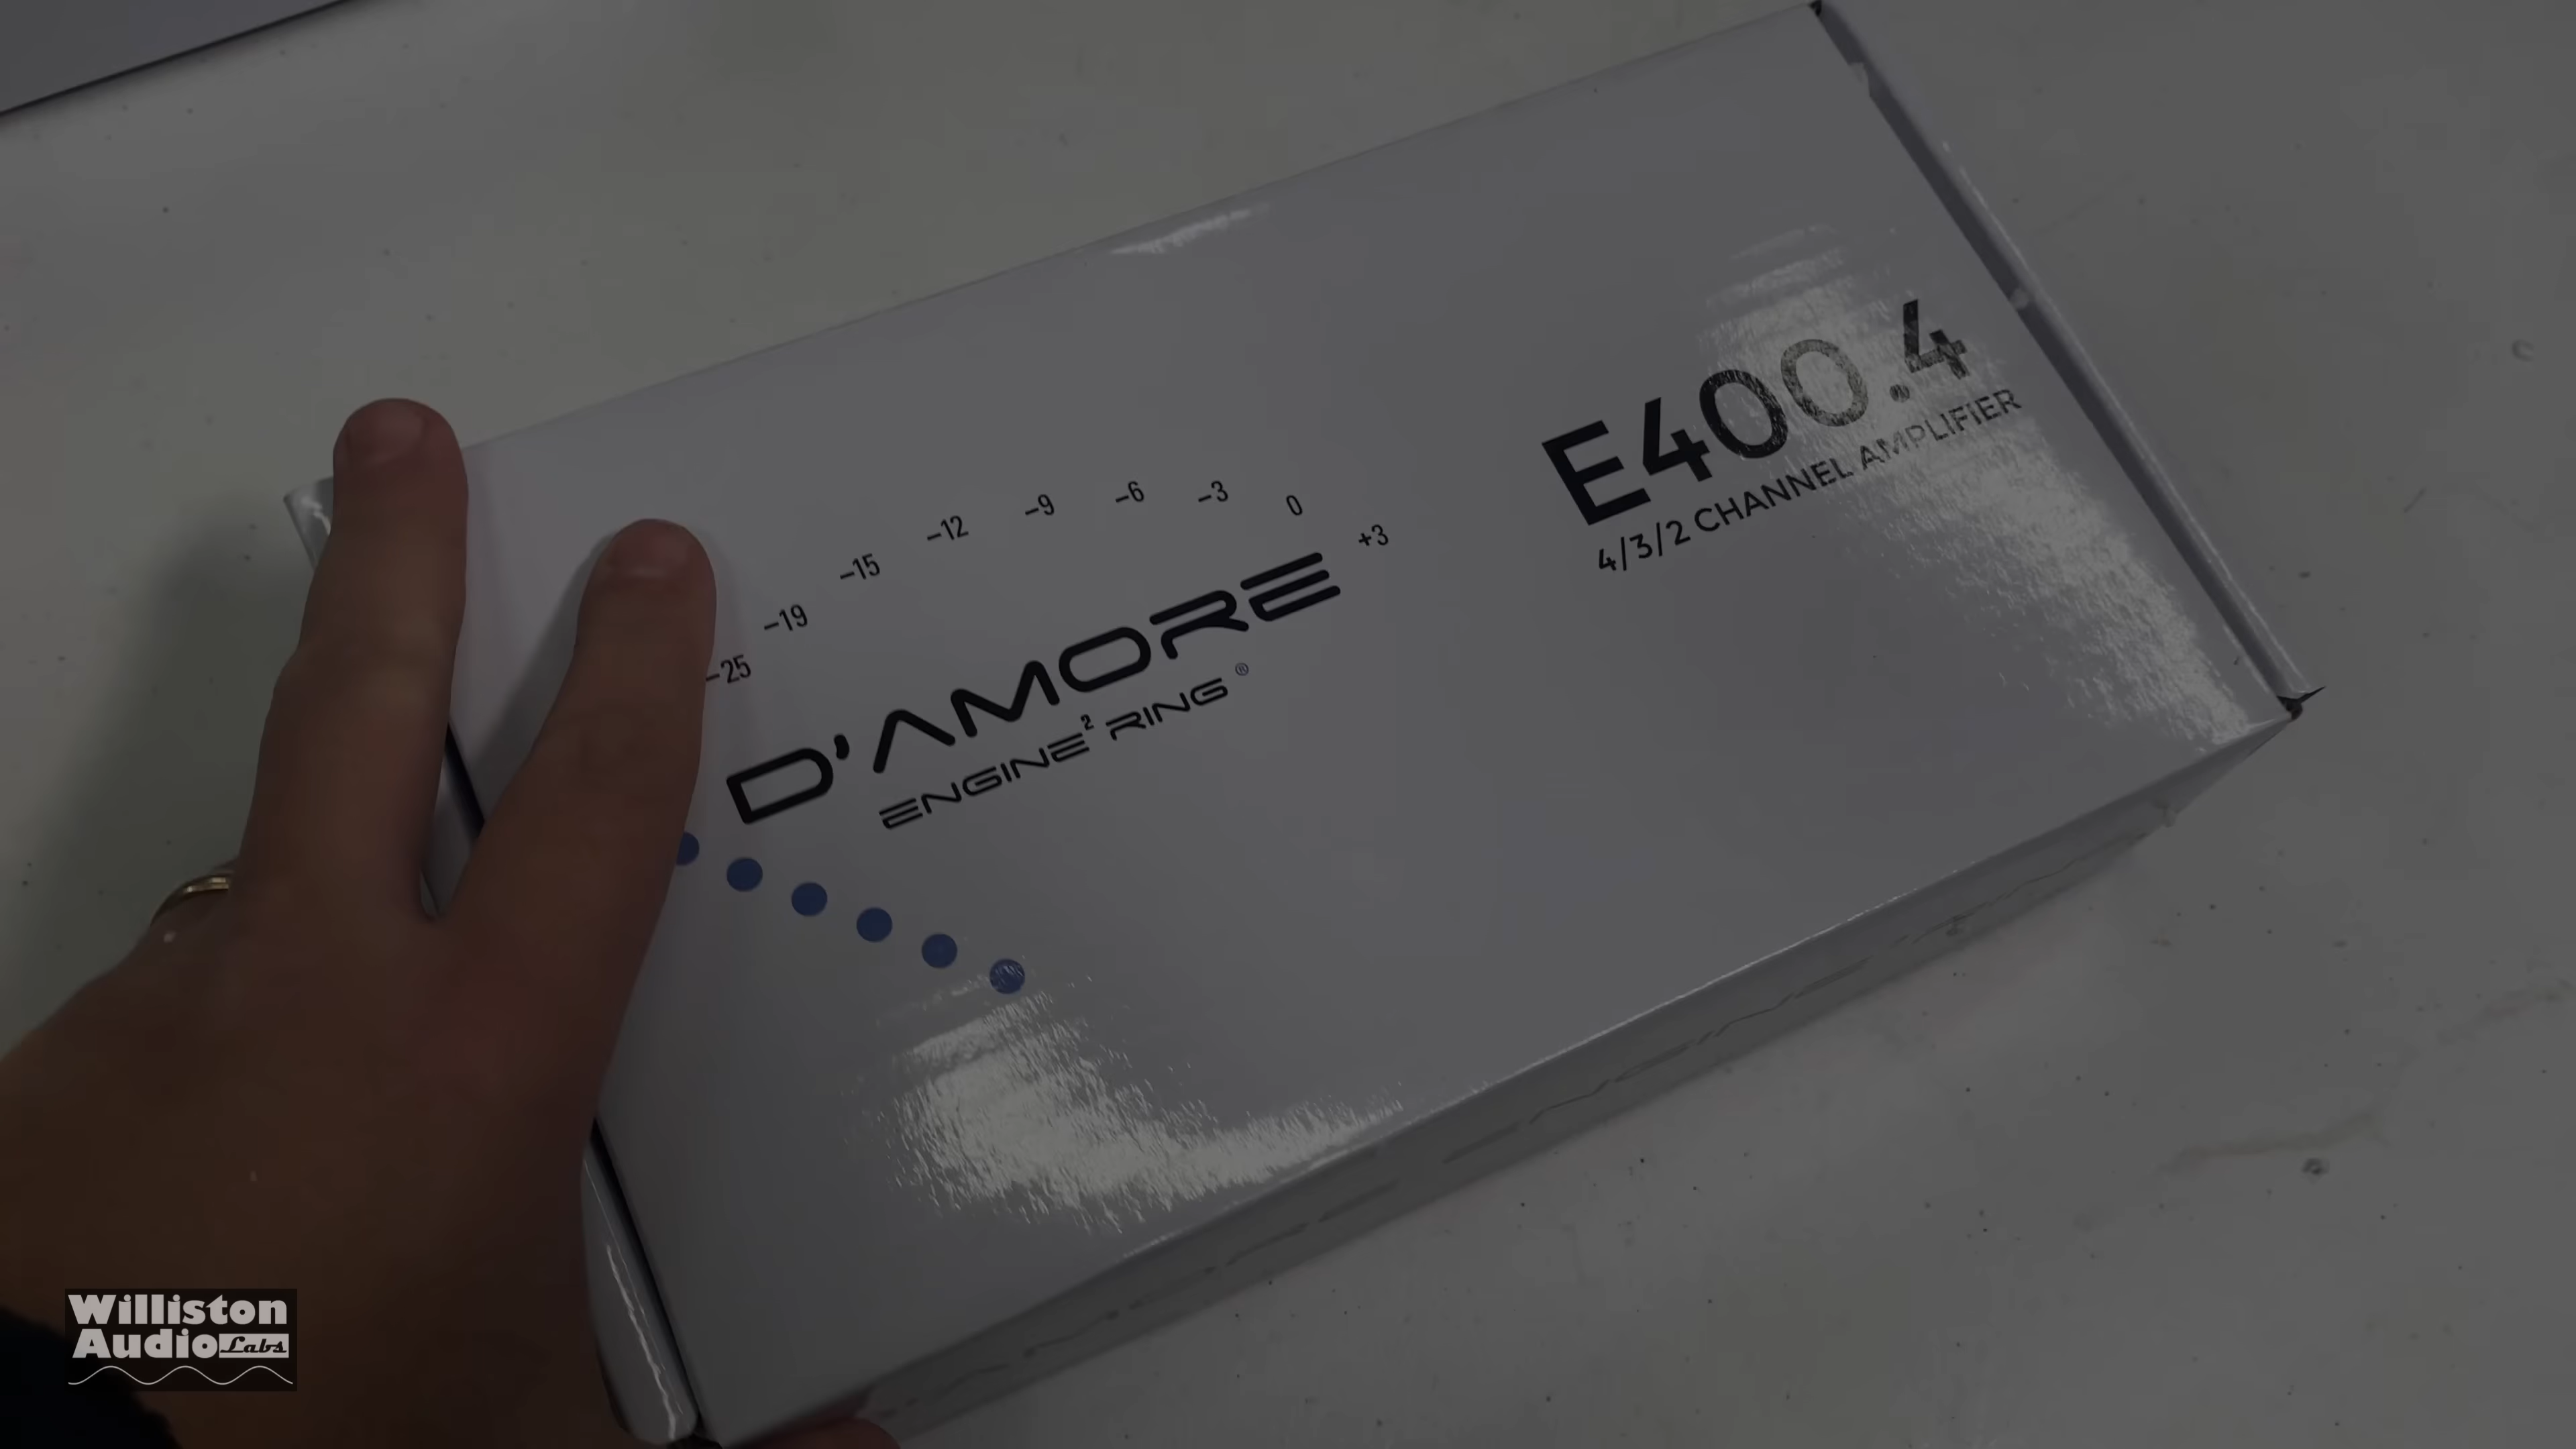 E400.4
4/3/2 CHANNEL AMPLIFIER
-25 -19 -15 -12 -9 -6 -3 0 +3
D'AMORE
ENGINE² RING®
Williston
Audio Labs